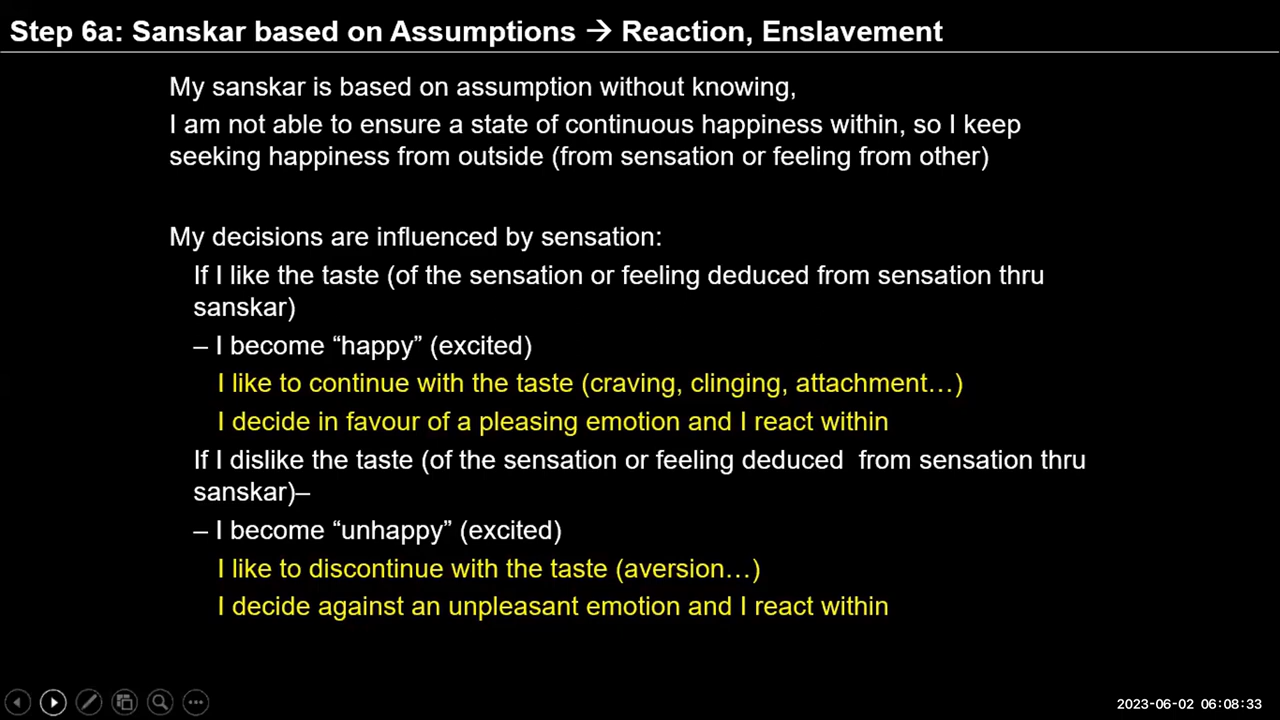 Step 6a: Sanskar based on Assumptions → Reaction, Enslavement
My sanskar is based on assumption without knowing,
I am not able to ensure a state of continuous happiness within, so I keep
seeking happiness from outside (from sensation or feeling from other)
My decisions are influenced by sensation:
If I like the taste (of the sensation or feeling deduced from sensation thru
sanskar)
– I become “happy” (excited)
I like to continue with the taste (craving, clinging, attachment…)
I decide in favour of a pleasing emotion and I react within
If I dislike the taste (of the sensation or feeling deduced  from sensation thru
sanskar)–
– I become “unhappy” (excited)
I like to discontinue with the taste (aversion…)
I decide against an unpleasant emotion and I react within
2023-06-02 06:08:33